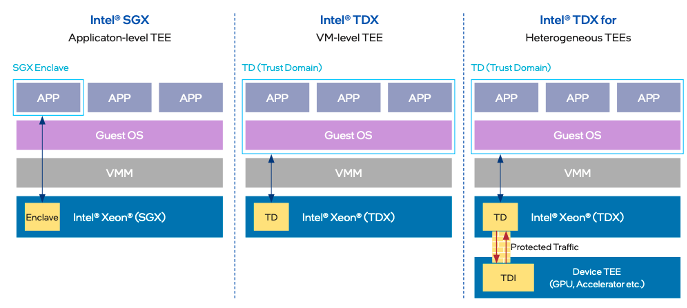 Intel® SGX
Applicaton-level TEE
SGX Enclave
APP APP APP
Guest OS
VMM
Enclave Intel® Xeon® (SGX)
Intel® TDX
VM-level TEE
TD (Trust Domain)
APP APP APP
Guest OS
VMM
TD Intel® Xeon® (TDX)
Intel® TDX for
Heterogeneous TEEs
TD (Trust Domain)
APP APP APP
Guest OS
VMM
TD Intel® Xeon® (TDX)
Protected Traffic
TDI Device TEE
(GPU, Accelerator etc.)